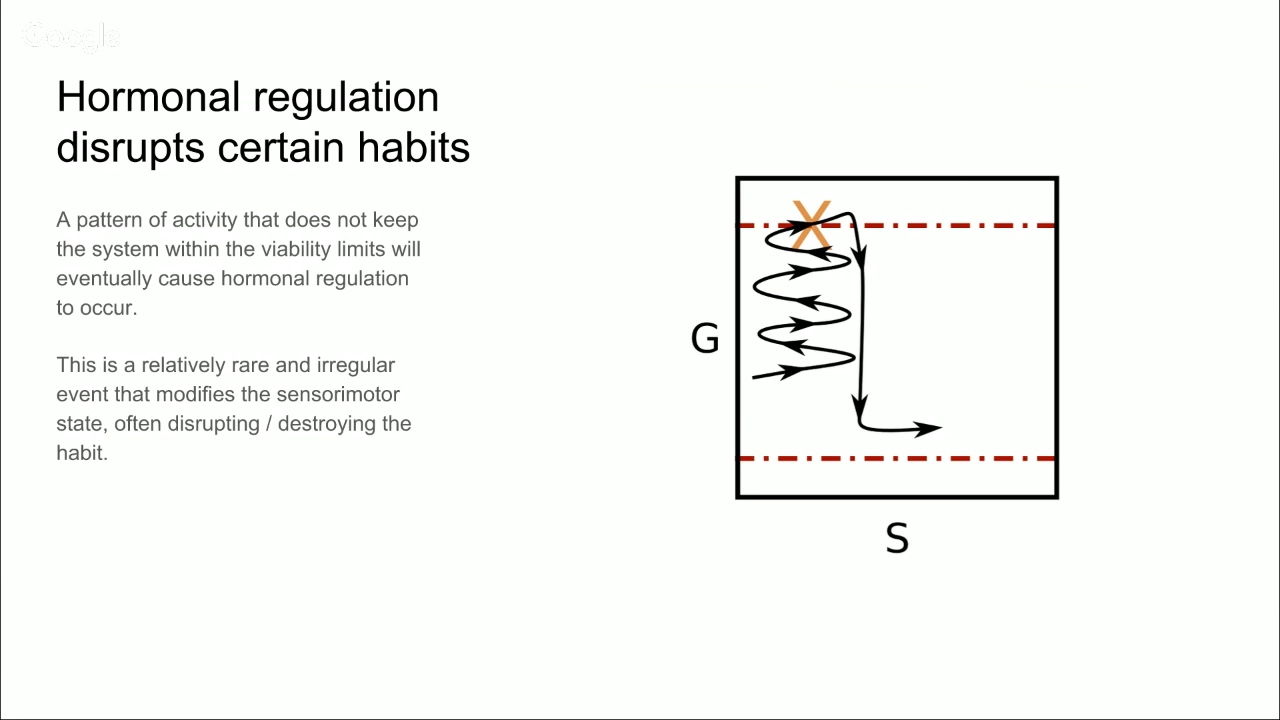 Google
Hormonal regulation
disrupts certain habits
A pattern of activity that does not keep
the system within the viability limits will
eventually cause hormonal regulation
to occur.
This is a relatively rare and irregular
event that modifies the sensorimotor
state, often disrupting / destroying the
habit.
X
G
S